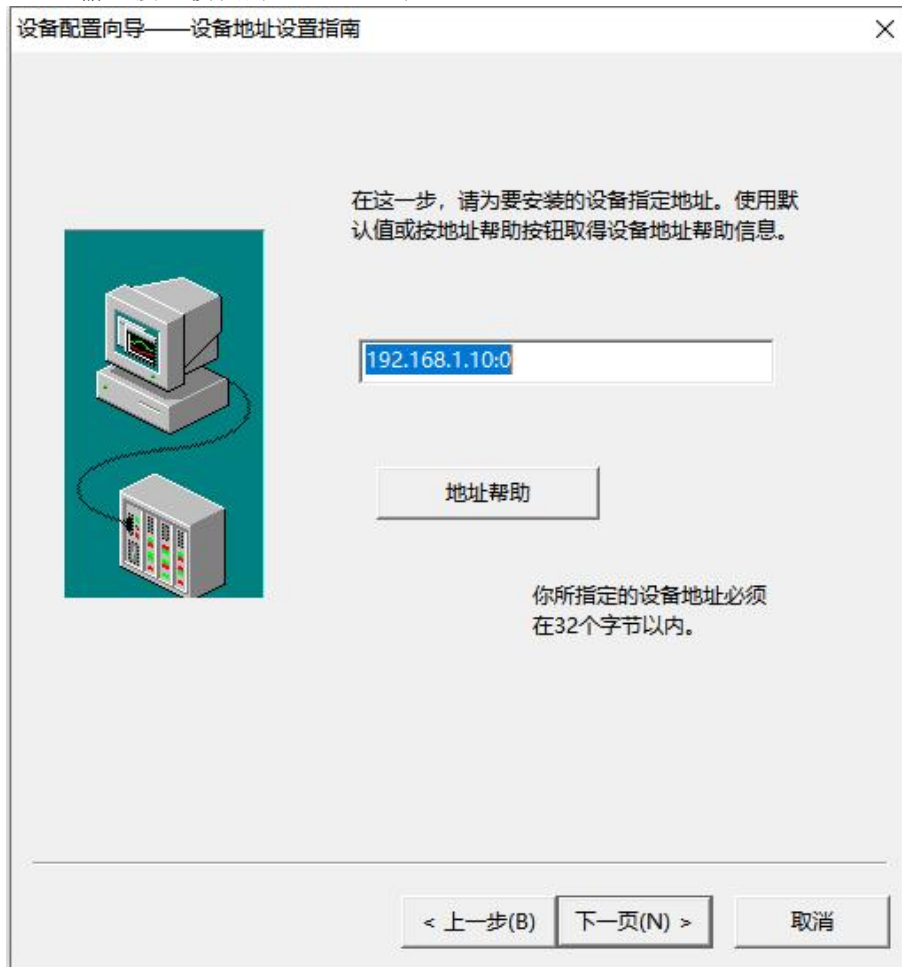 设备配置向导——设备地址设置指南
在这一步，请为要安装的设备指定地址。使用默
认值或按地址帮助按钮取得设备地址帮助信息。
192.168.1.10:0
地址帮助
你所指定的设备地址必须
在32个字节以内。
< 上一步(B)
下一页(N) >
取消